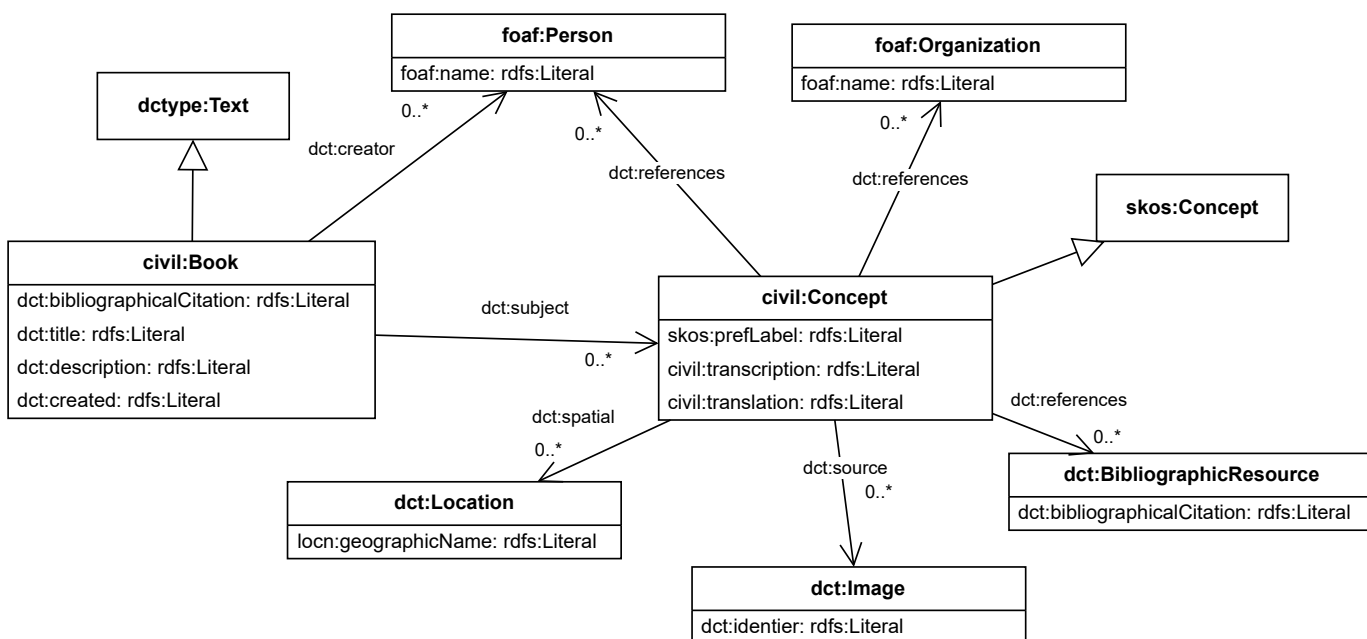 foaf:Person
foaf:name: rdfs:Literal
foaf:Organization
foaf:name: rdfs:Literal
dctype:Text
0..*
0..*
0..*
dct:creator
dct:references
dct:references
skos:Concept
civil:Book
dct:bibliographicalCitation: rdfs:Literal
dct:title: rdfs:Literal
dct:description: rdfs:Literal
dct:created: rdfs:Literal
dct:subject
0..*
civil:Concept
skos:prefLabel: rdfs:Literal
civil:transcription: rdfs:Literal
civil:translation: rdfs:Literal
dct:spatial
0..*
dct:source
0..*
dct:references
0..*
dct:Location
locn:geographicName: rdfs:Literal
dct:BibliographicResource
dct:bibliographicalCitation: rdfs:Literal
dct:Image
dct:identier: rdfs:Literal